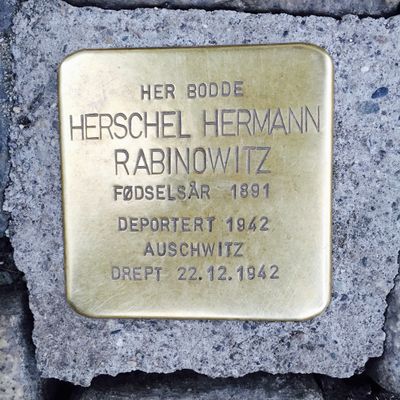 HER BODDE
HERSCHEL HERMANN
RABINOWITZ
FØDSELSÅR 1891
DEPORTERT 1942
AUSCHWITZ
DREPT 22.12.1942